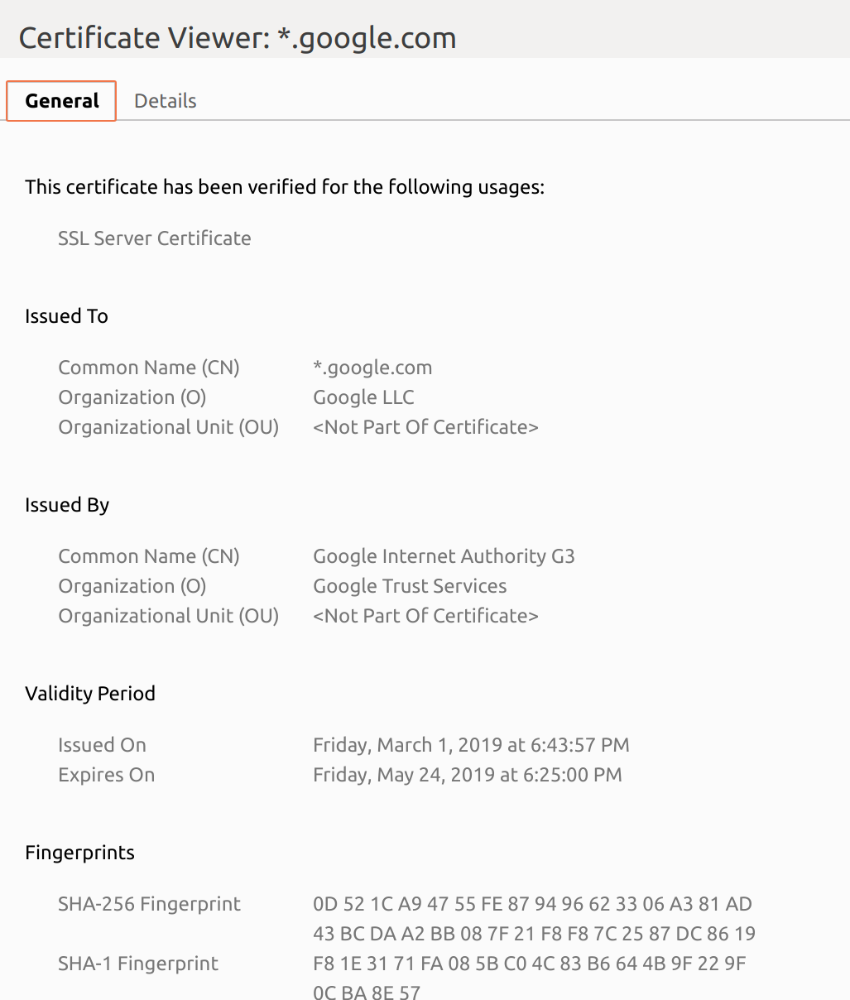 Certificate Viewer: *.google.com
General Details
This certificate has been verified for the following usages:
SSL Server Certificate
Issued To
Common Name (CN) *.google.com
Organization (O) Google LLC
Organizational Unit (OU) <Not Part Of Certificate>
Issued By
Common Name (CN) Google Internet Authority G3
Organization (O) Google Trust Services
Organizational Unit (OU) <Not Part Of Certificate>
Validity Period
Issued On Friday, March 1, 2019 at 6:43:57 PM
Expires On Friday, May 24, 2019 at 6:25:00 PM
Fingerprints
SHA-256 Fingerprint 0D 52 1C A9 47 55 FE 87 94 96 62 33 06 A3 81 AD
43 BC DA A2 BB 08 7F 21 F8 F8 7C 25 87 DC 86 19
SHA-1 Fingerprint F8 1E 31 71 FA 08 5B C0 4C 83 B6 64 4B 9F 22 9F
0C BA 8E 57